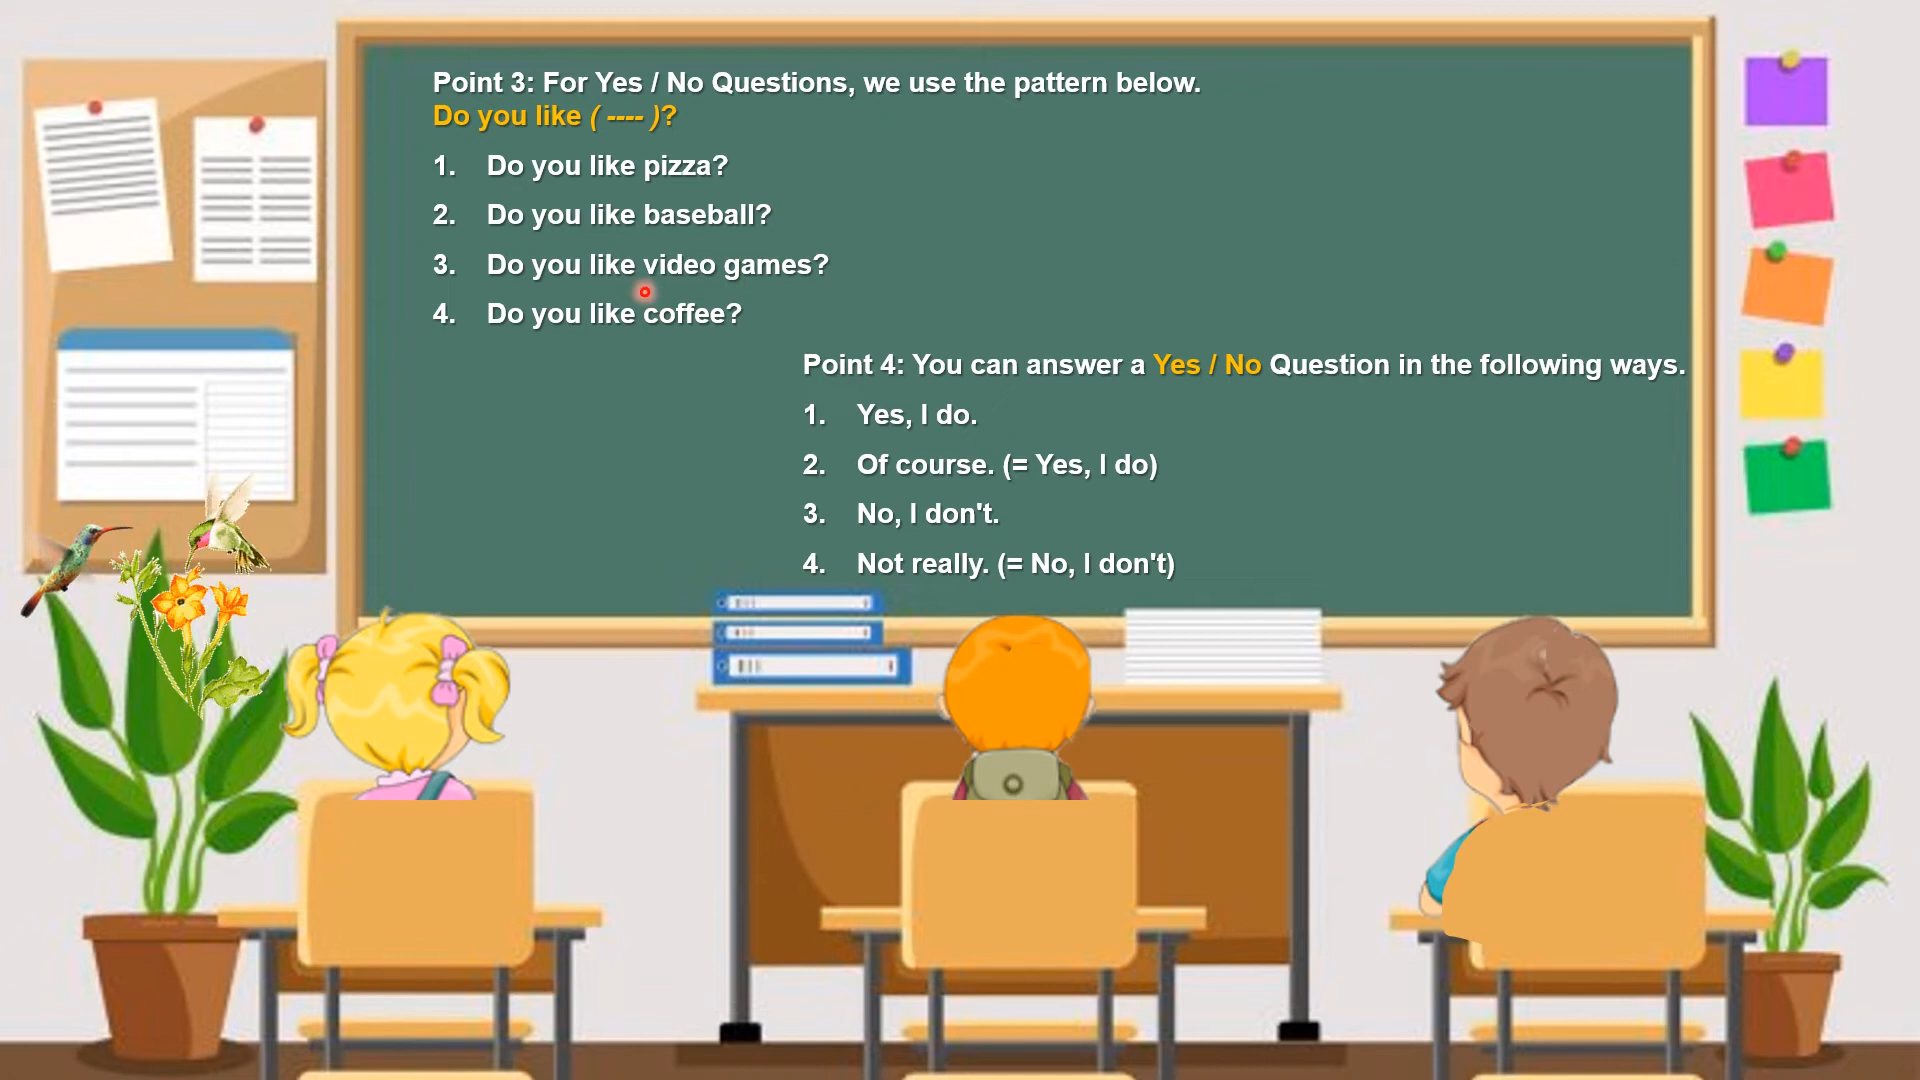 Point 3: For Yes / No Questions, we use the pattern below.
Do you like ( ---- )?
1. Do you like pizza?
2. Do you like baseball?
3. Do you like video games?
4. Do you like coffee?
Point 4: You can answer a Yes / No Question in the following ways.
1. Yes, I do.
2. Of course. (= Yes, I do)
3. No, I don't.
4. Not really. (= No, I don't)